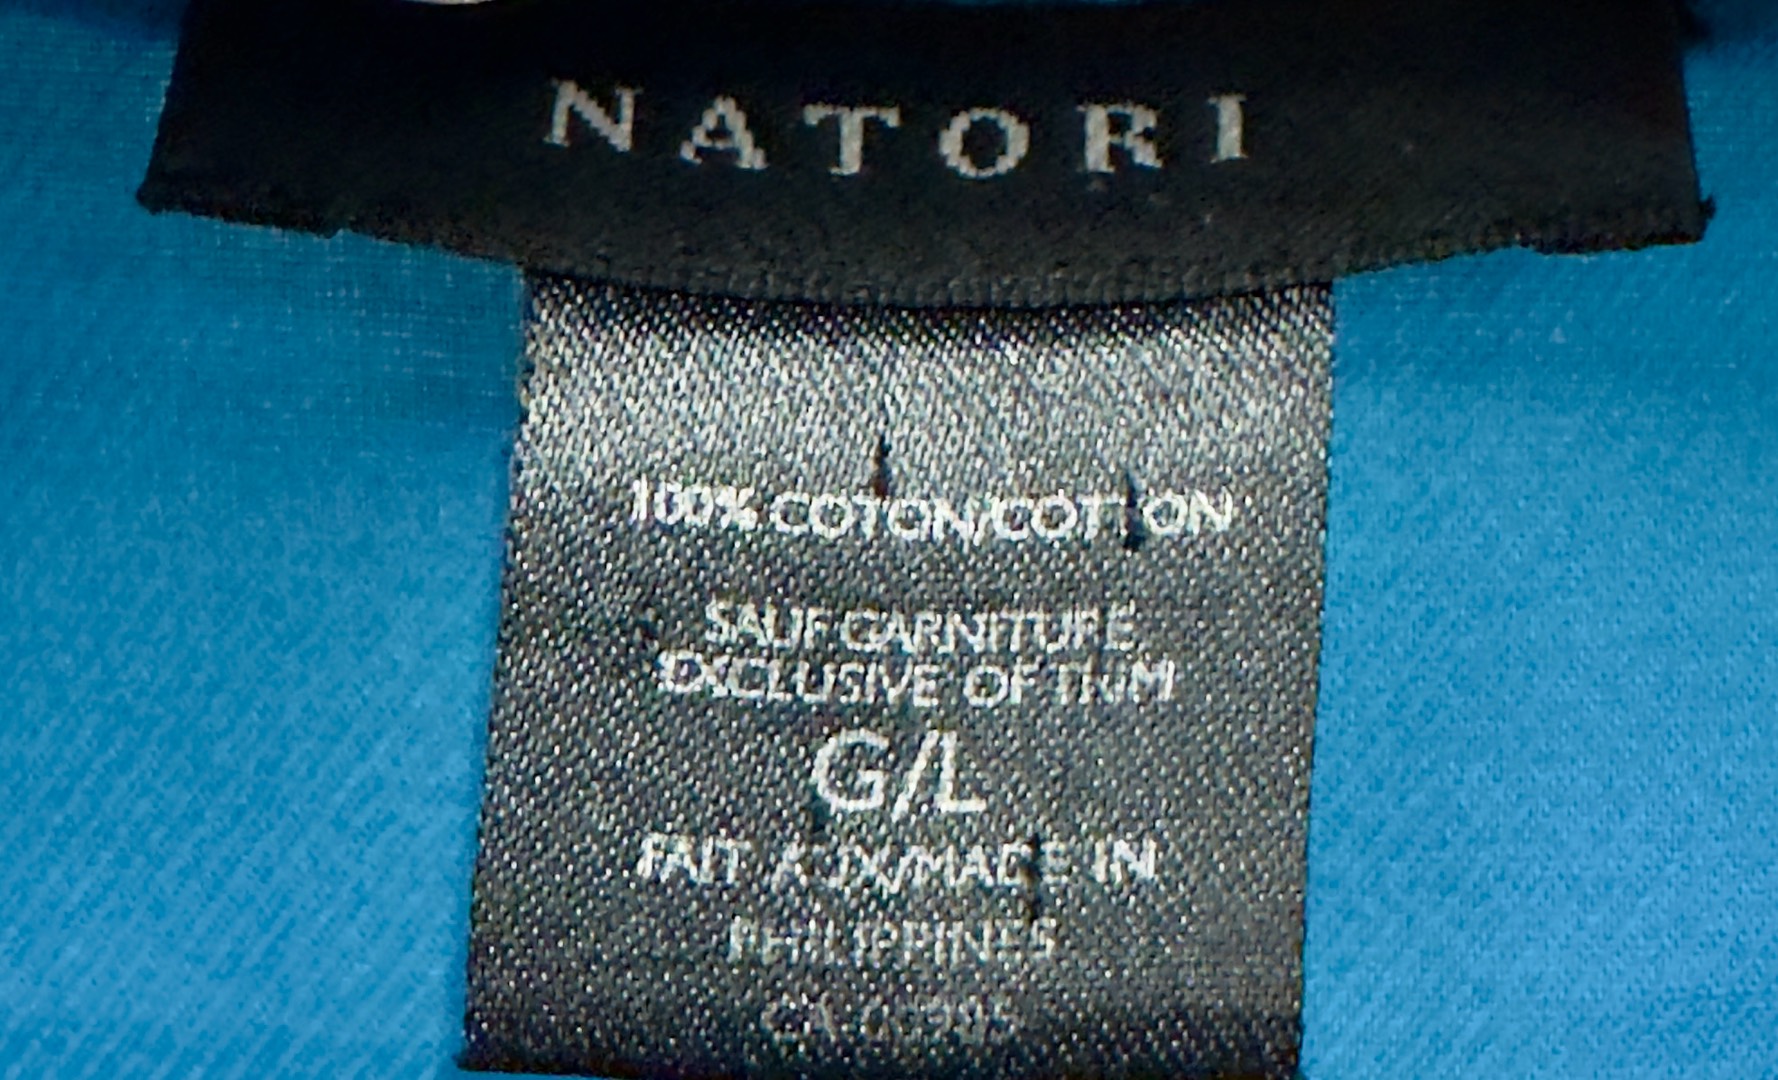 NATORI
100% COTON/COTTON
SAUF GARNITURE
EXCLUSIVE OF TRIM
G/L
FAIT AUX/MADE IN
PHILIPPINES